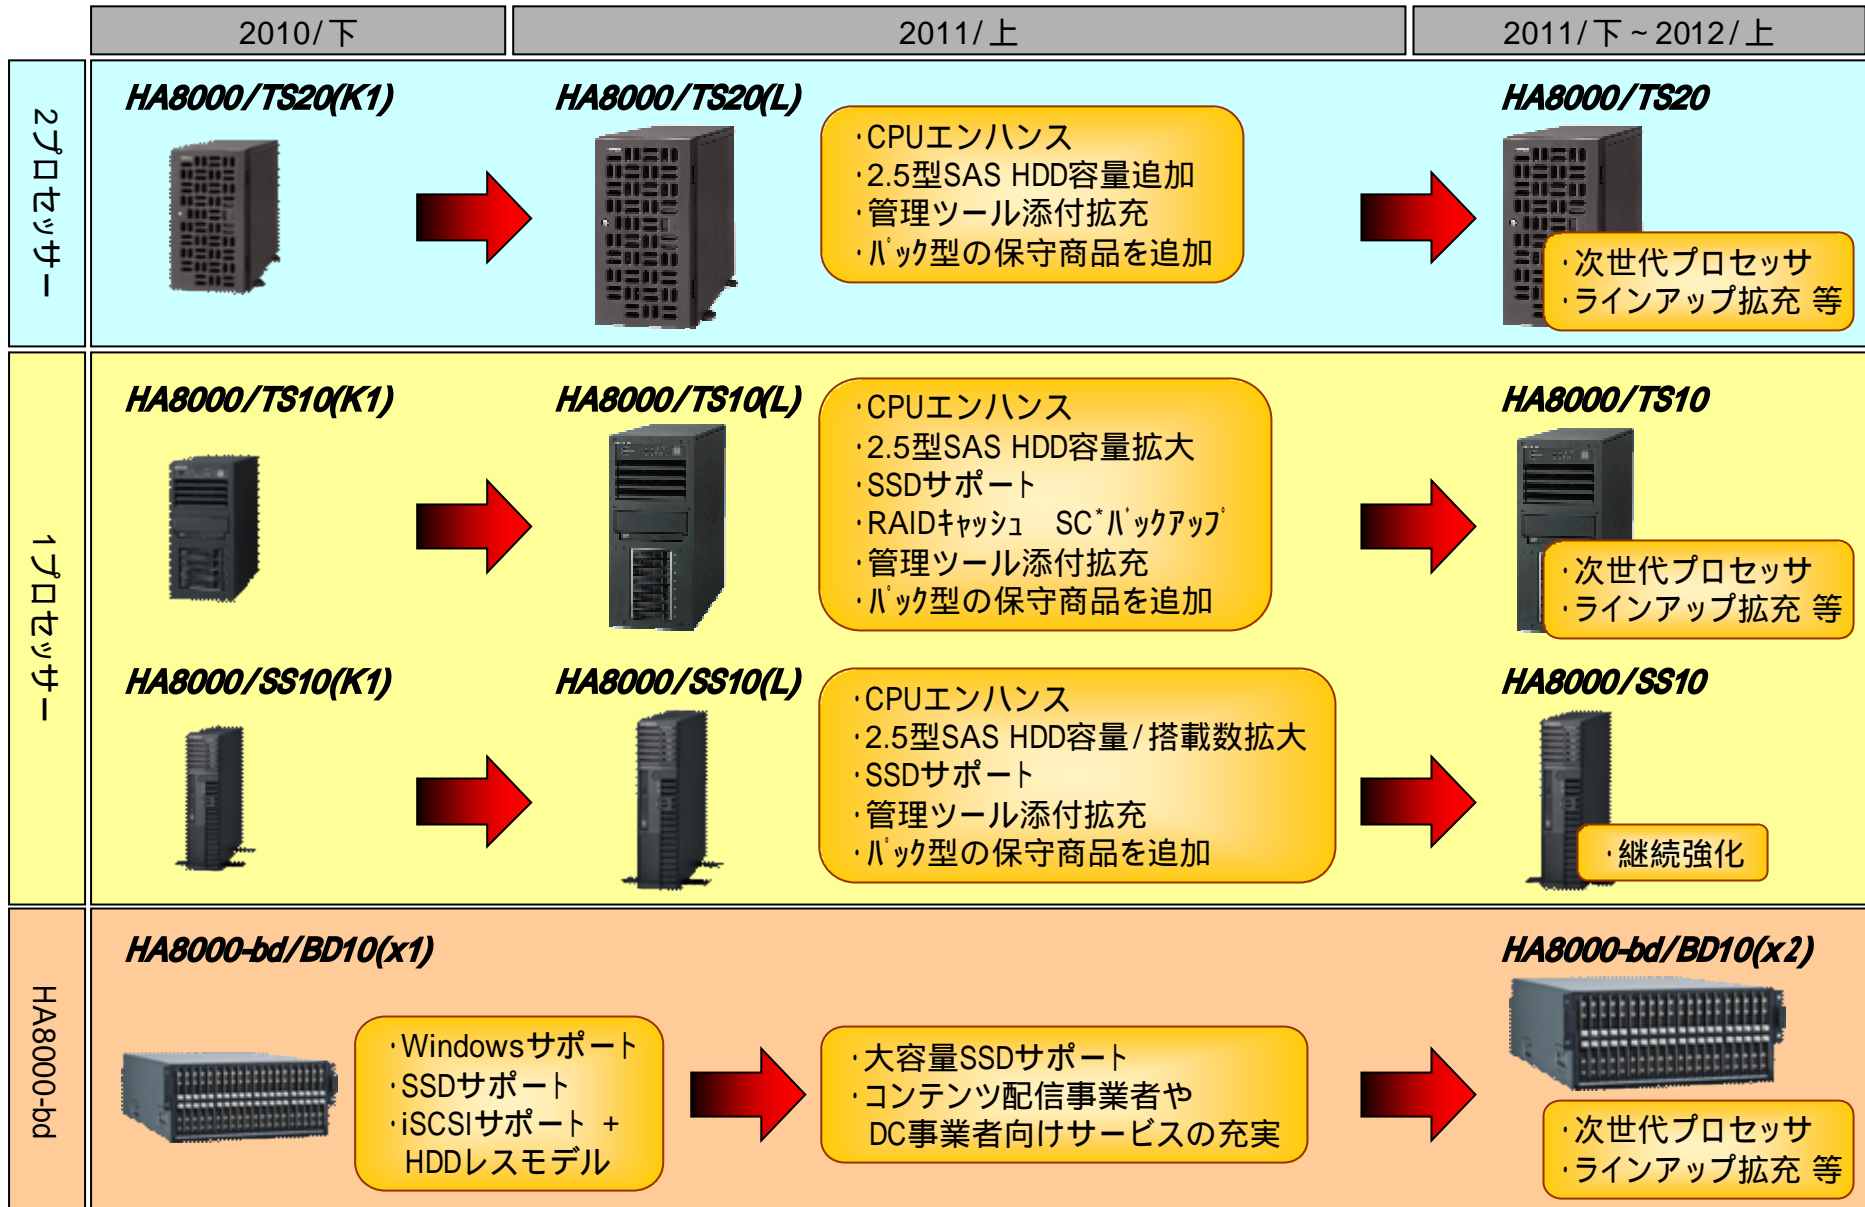 2010/下
2011/上
2011/下~2012/上
2プロセッサー
HA8000/TS20(K1)
HA8000/TS20(L)
・CPUエンハンス
・2.5型SAS HDD容量追加
・管理ツール添付拡充
・ﾊﾟｯｸ型の保守商品を追加
HA8000/TS20
・次世代プロセッサ
・ラインアップ拡充 等
1プロセッサー
HA8000/TS10(K1)
HA8000/TS10(L)
・CPUエンハンス
・2.5型SAS HDD容量拡大
・SSDサポート
・RAIDｷｬｯｼｭ SC*ﾊﾞｯｸｱｯﾌﾟ
・管理ツール添付拡充
・ﾊﾟｯｸ型の保守商品を追加
HA8000/TS10
・次世代プロセッサ
・ラインアップ拡充 等
HA8000/SS10(K1)
HA8000/SS10(L)
・CPUエンハンス
・2.5型SAS HDD容量/搭載数拡大
・SSDサポート
・管理ツール添付拡充
・ﾊﾟｯｸ型の保守商品を追加
HA8000/SS10
・継続強化
HA8000-bd
HA8000-bd/BD10(x1)
・Windowsサポート
・SSDサポート
・iSCSIサポート +
HDDレスモデル
・大容量SSDサポート
・コンテンツ配信事業者や
DC事業者向けサービスの充実
HA8000-bd/BD10(x2)
・次世代プロセッサ
・ラインアップ拡充 等